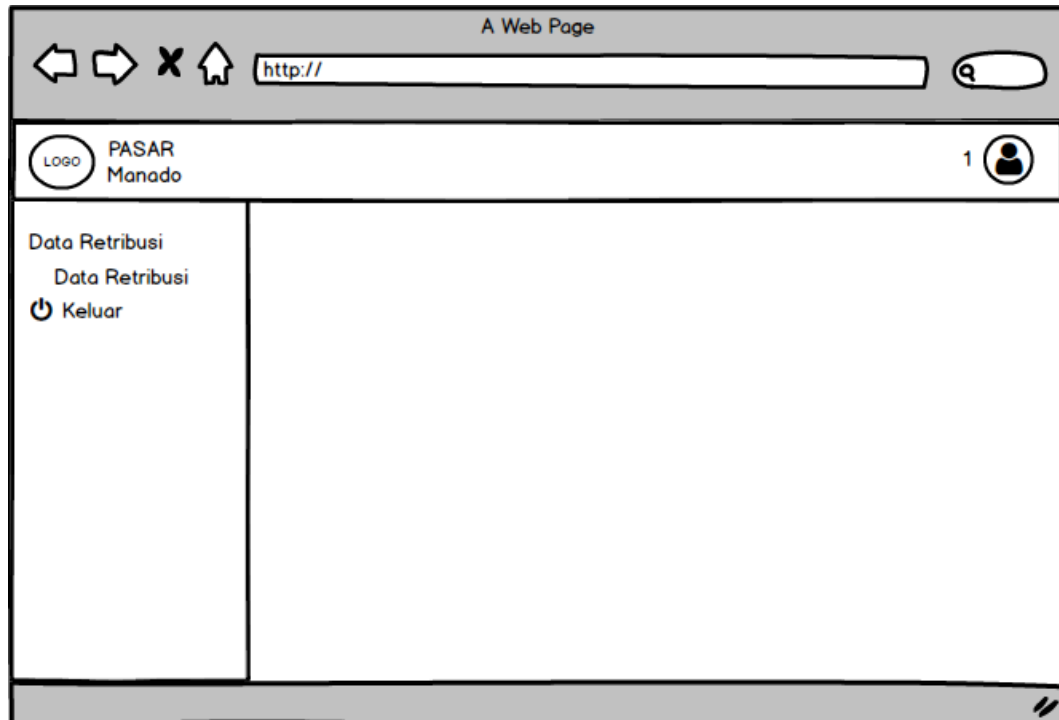 A Web Page
http://
LOGO
PASAR
Manado
1
Data Retribusi
Data Retribusi
Keluar